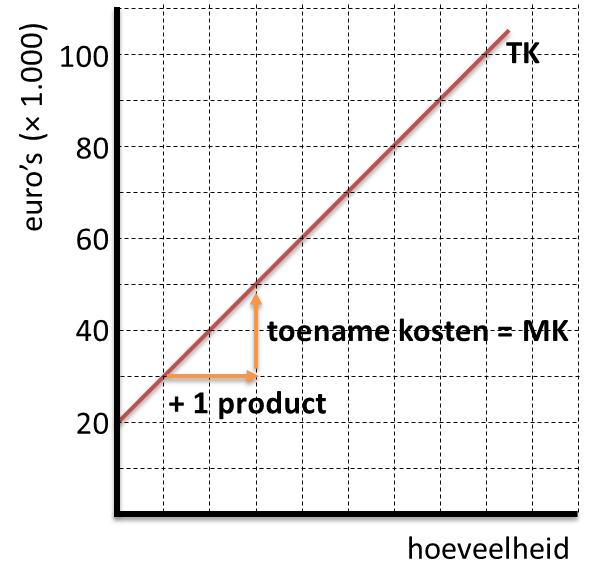 euro's (× 1.000)
100
80
60
40
20
TK
toename kosten = MK
+ 1 product
hoeveelheid